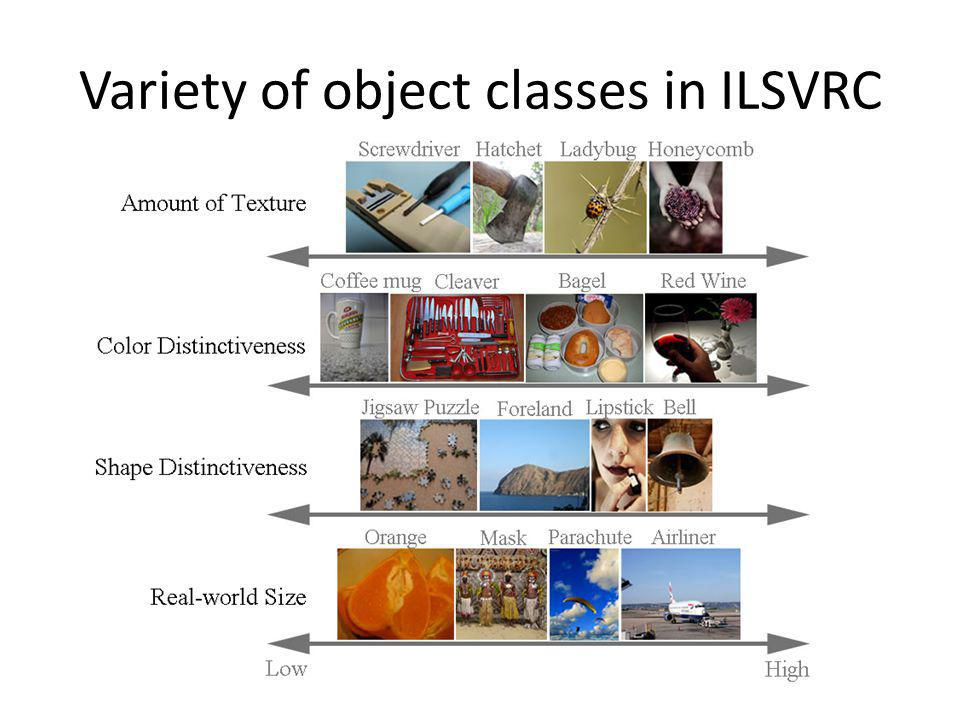 Variety of object classes in ILSVRC
Screwdriver Hatchet Ladybug Honeycomb
Amount of Texture
Coffee mug Cleaver Bagel Red Wine
Color Distinctiveness
Jigsaw Puzzle Foreland Lipstick Bell
Shape Distinctiveness
Orange Mask Parachute Airliner
Real-world Size
Low High